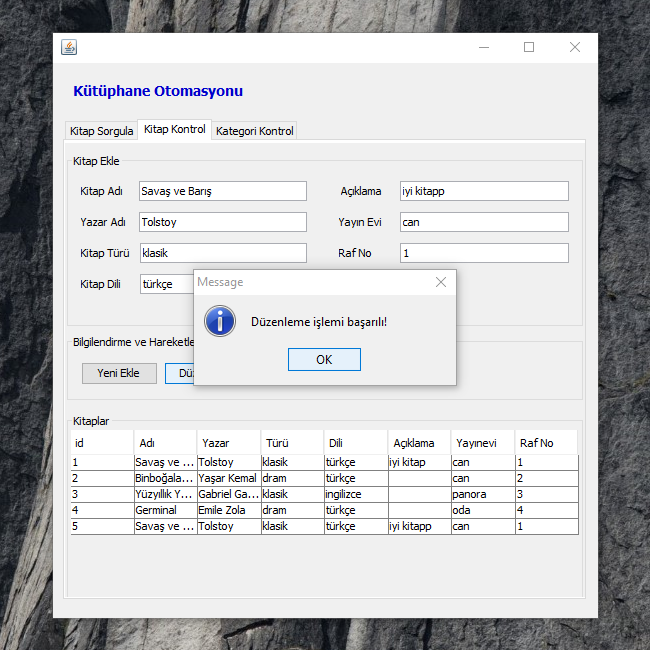 Kütüphane Otomasyonu
Kitap Sorgula Kitap Kontrol Kategori Kontrol
Kitap Ekle
Kitap Adı Savaş ve Barış Açıklama iyi kitapp
Yazar Adı Tolstoy Yayın Evi can
Kitap Türü klasik Raf No 1
Kitap Dili türkçe
Message
Düzenleme işlemi başarılı!
OK
Bilgilendirme ve Hareketle
Yeni Ekle Dü
Kitaplar
id Adı Yazar Türü Dili Açıklama Yayınevi Raf No
1 Savaş ve ... Tolstoy klasik türkçe iyi kitap can 1
2 Binboğala... Yaşar Kemal dram türkçe can 2
3 Yüzyıllık Y... Gabriel Ga... klasik ingilizce panora 3
4 Germinal Emile Zola dram türkçe oda 4
5 Savaş ve ... Tolstoy klasik türkçe iyi kitapp can 1